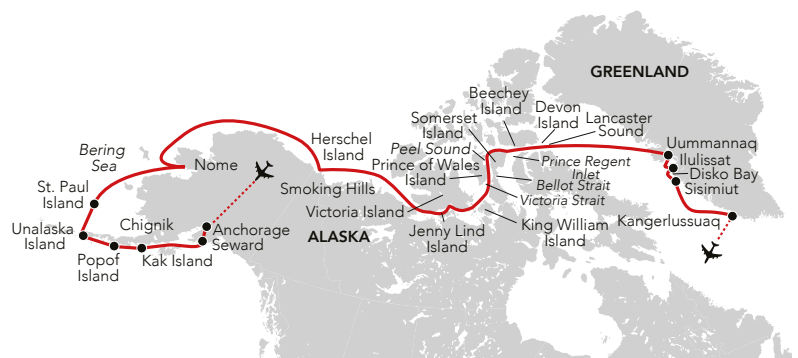 GREENLAND
Beechey
Island
Devon
Island
Lancaster
Sound
Somerset
Island
Peel Sound
Prince of Wales
Island
Herschel
Island
Bering
Sea
Nome
Smoking Hills
Victoria Island
Uummannaq
Ilulissat
Disko Bay
Sisimiut
Prince Regent
Inlet
Bellot Strait
Victoria Strait
St. Paul
Island
Unalaska
Island
Chignik
Popof
Island
Kak Island
Anchorage
Seward
ALASKA
Jenny Lind
Island
King William
Island
Kangerlussuaq